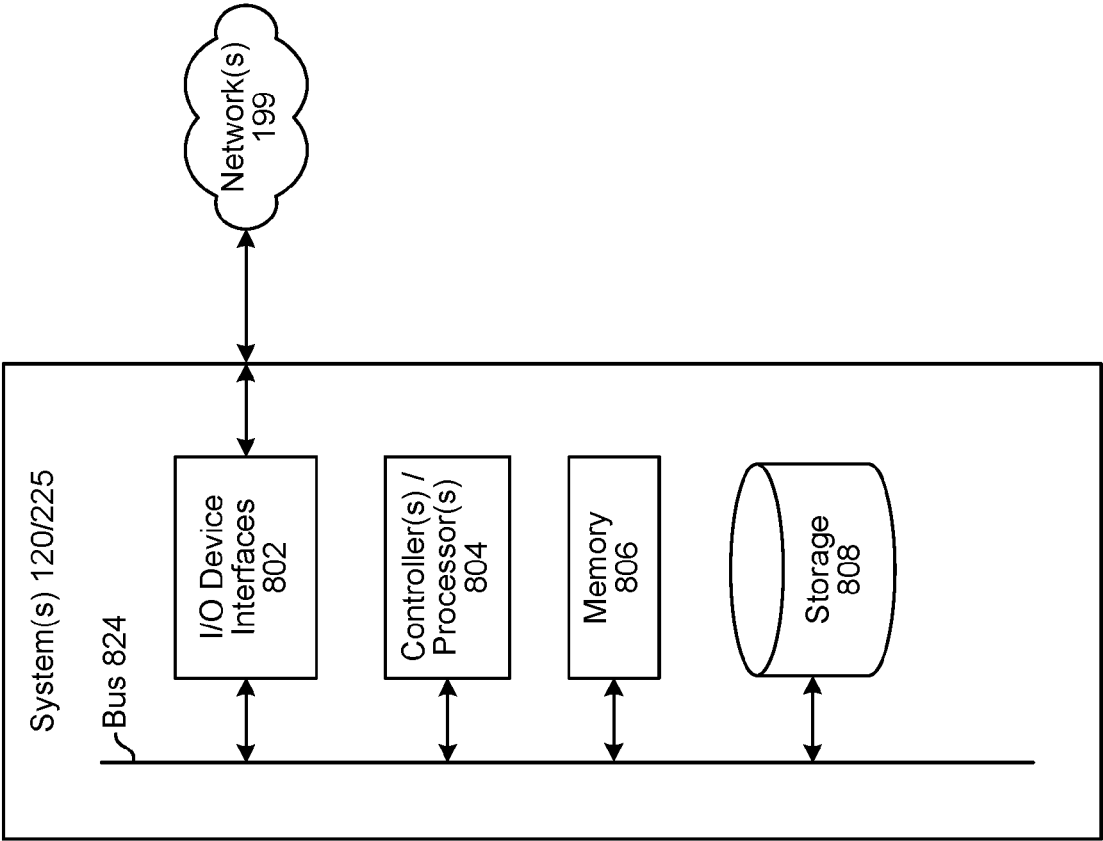 System(s) 120/225
Bus 824
I/O Device
Interfaces
802
Controller(s) /
Processor(s)
804
Memory
806
Storage
808
Network(s)
199